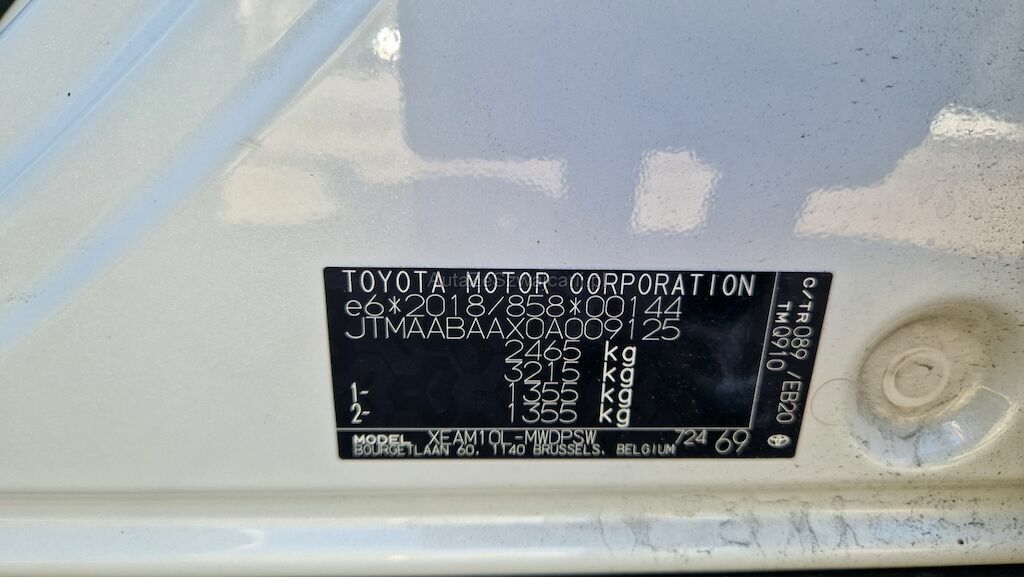 TOYOTA MOTOR CORPORATION
e6*2018/858*00144
JTMAABAAX0A009125
2465 kg
3215 kg
1- 1355 kg
2- 1355 kg
MODEL XEAM10L-MWDPSW 724 69
BOURGETLAAN 60, 1140 BRUSSELS, BELGIUM
C/TR 089 /EB20
TM Q910